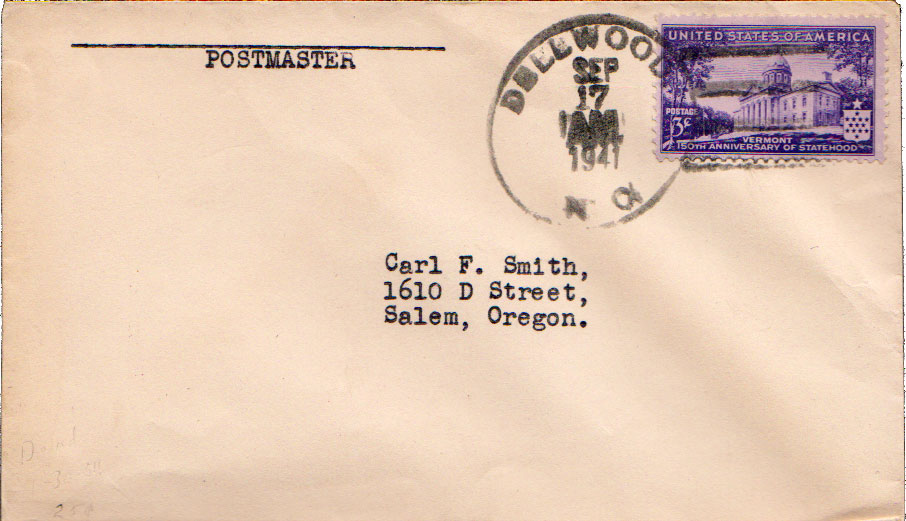 POSTMASTER
DELLWOOD
SEP
17
AM
1941
N C
UNITED STATES OF AMERICA
POSTAGE
3¢
VERMONT
150TH ANNIVERSARY OF STATEHOOD
Carl F. Smith,
1610 D Street,
Salem, Oregon.